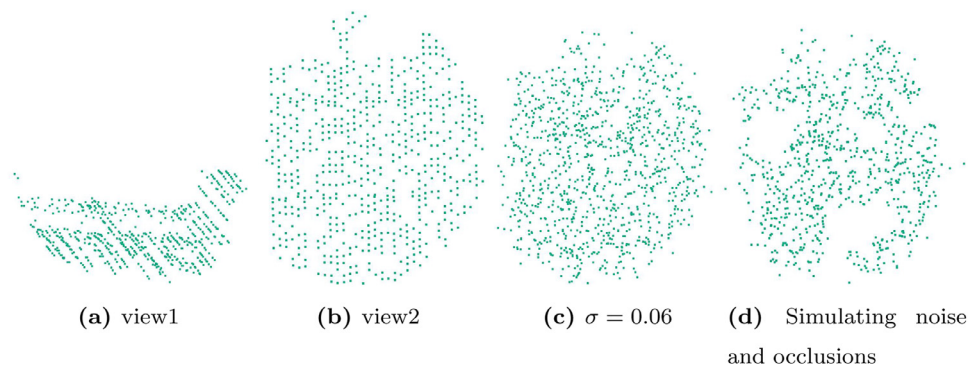 (a) view1
(b) view2
(c) σ = 0.06
(d) Simulating noise
and occlusions